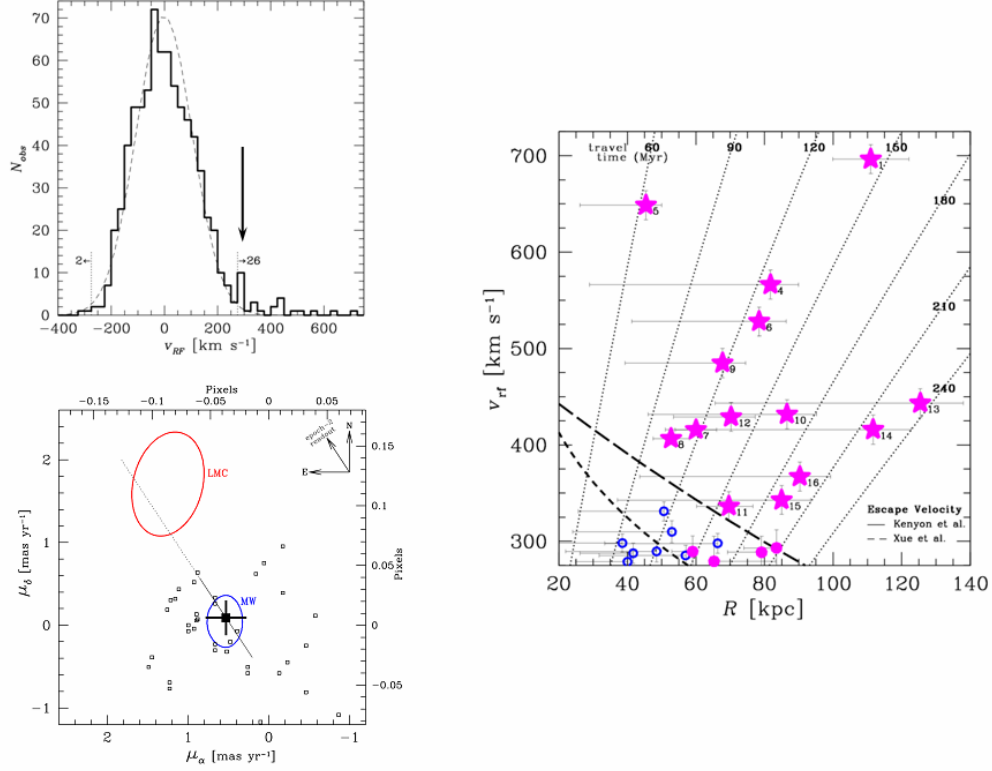 70
60
50
40
30
20
10
0
N_obs
2←
→26
−400 −200 0 200 400 600
v_RF [km s⁻¹]
Pixels
−0.1 −0.05 0 0.05
−0.15
epoch−2
readout
N
E
LMC
MW
2
1
0
−1
μ_δ [mas yr⁻¹]
0.15
0.1
0.05
0
−0.05
Pixels
2 1 0 −1
μ_α [mas yr⁻¹]
travel
time (Myr)
60 90 120 150
180
210
240
700
600
500
400
300
v_rf [km s⁻¹]
1
5
4
6
9
12
10
13
7
8
14
16
15
11
Escape Velocity
Kenyon et al.
Xue et al.
20 40 60 80 100 120 140
R [kpc]